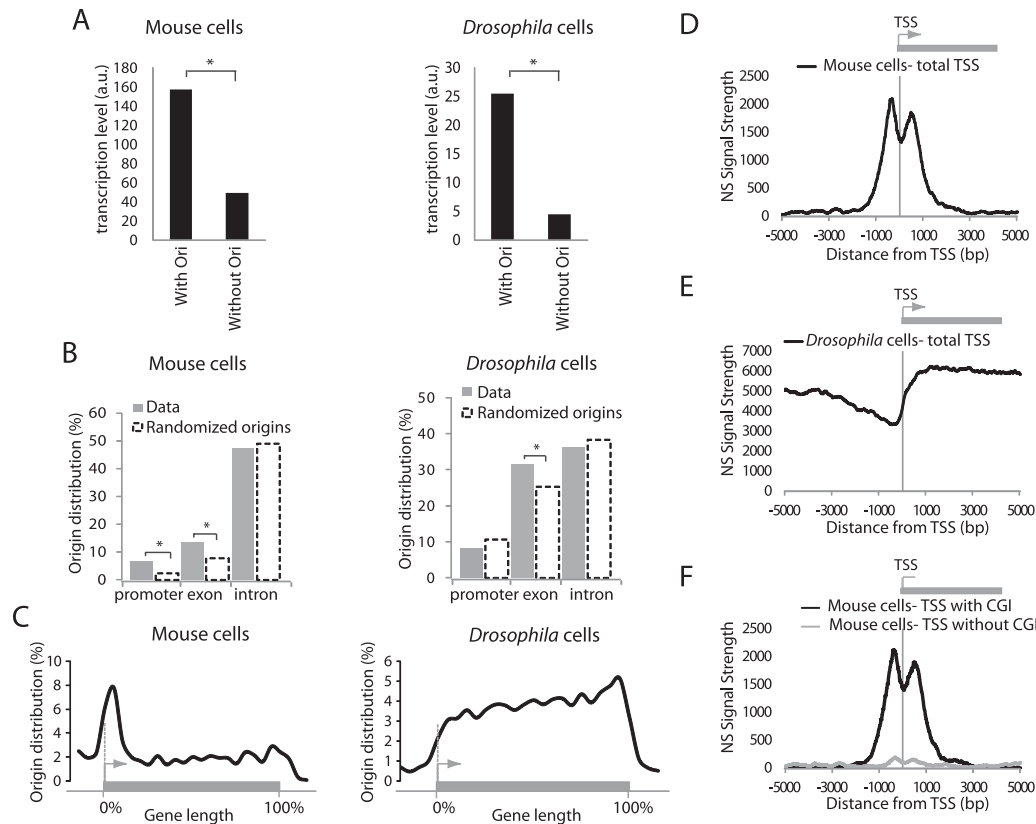 A
Mouse cells
transcription level (a.u.)
180
160
140
120
100
80
60
40
20
0
*
With Ori
Without Ori
Drosophila cells
transcription level (a.u.)
30
25
20
15
10
5
0
*
With Ori
Without Ori
B
Mouse cells
Data
Randomized origins
Origin distribution (%)
60
50
40
30
20
10
0
*
*
promoter exon intron
Drosophila cells
Data
Randomized origins
Origin distribution (%)
50
40
30
20
10
0
*
promoter exon intron
C
Mouse cells
Origin distribution (%)
10
8
6
4
2
0
0% 100%
Gene length
Drosophila cells
Origin distribution (%)
6
5
4
3
2
1
0
0% 100%
Gene length
D
TSS
Mouse cells- total TSS
NS Signal Strength
2500
2000
1500
1000
500
0
-5000 -3000 -1000 1000 3000 5000
Distance from TSS (bp)
E
TSS
Drosophila cells- total TSS
NS Signal Strength
7000
6000
5000
4000
3000
2000
1000
0
-5000 -3000 -1000 1000 3000 5000
Distance from TSS (bp)
F
TSS
Mouse cells- TSS with CGI
Mouse cells- TSS without CGI
NS Signal Strength
2500
2000
1500
1000
500
0
-5000 -3000 -1000 1000 3000 5000
Distance from TSS (bp)